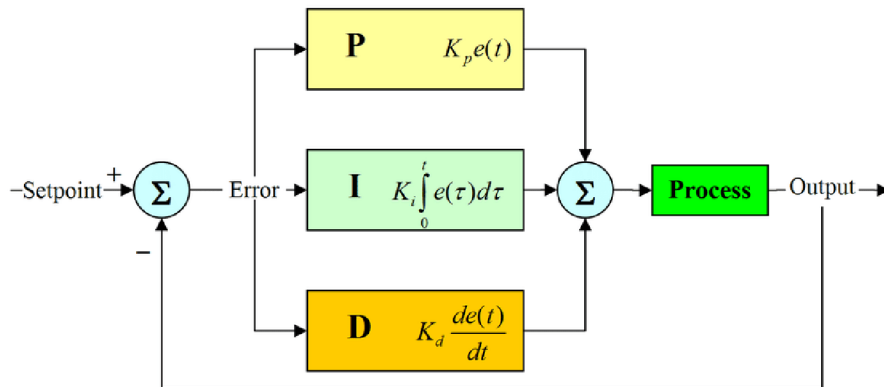 P K_p e(t)
Setpoint + Σ Error I K_i ∫_0^t e(τ)dτ Σ Process Output
−
D K_d de(t)/dt